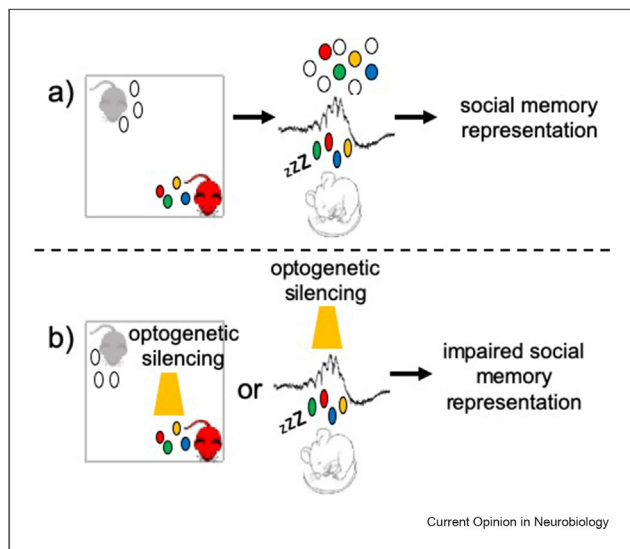 a)
zzZ
social memory
representation
optogenetic
silencing
b)
optogenetic
silencing
or
zzZ
impaired social
memory
representation
Current Opinion in Neurobiology